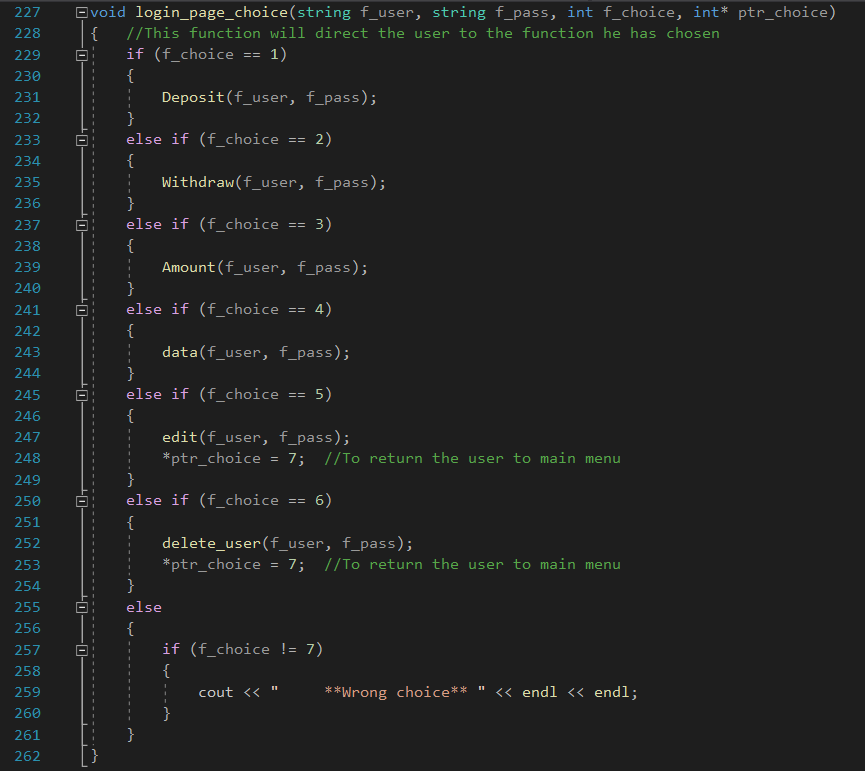 227 void login_page_choice(string f_user, string f_pass, int f_choice, int* ptr_choice)
228 {   //This function will direct the user to the function he has chosen
229     if (f_choice == 1)
230     {
231         Deposit(f_user, f_pass);
232     }
233     else if (f_choice == 2)
234     {
235         Withdraw(f_user, f_pass);
236     }
237     else if (f_choice == 3)
238     {
239         Amount(f_user, f_pass);
240     }
241     else if (f_choice == 4)
242     {
243         data(f_user, f_pass);
244     }
245     else if (f_choice == 5)
246     {
247         edit(f_user, f_pass);
248         *ptr_choice = 7;  //To return the user to main menu
249     }
250     else if (f_choice == 6)
251     {
252         delete_user(f_user, f_pass);
253         *ptr_choice = 7;  //To return the user to main menu
254     }
255     else
256     {
257         if (f_choice != 7)
258         {
259             cout << "     **Wrong choice** " << endl << endl;
260         }
261     }
262 }